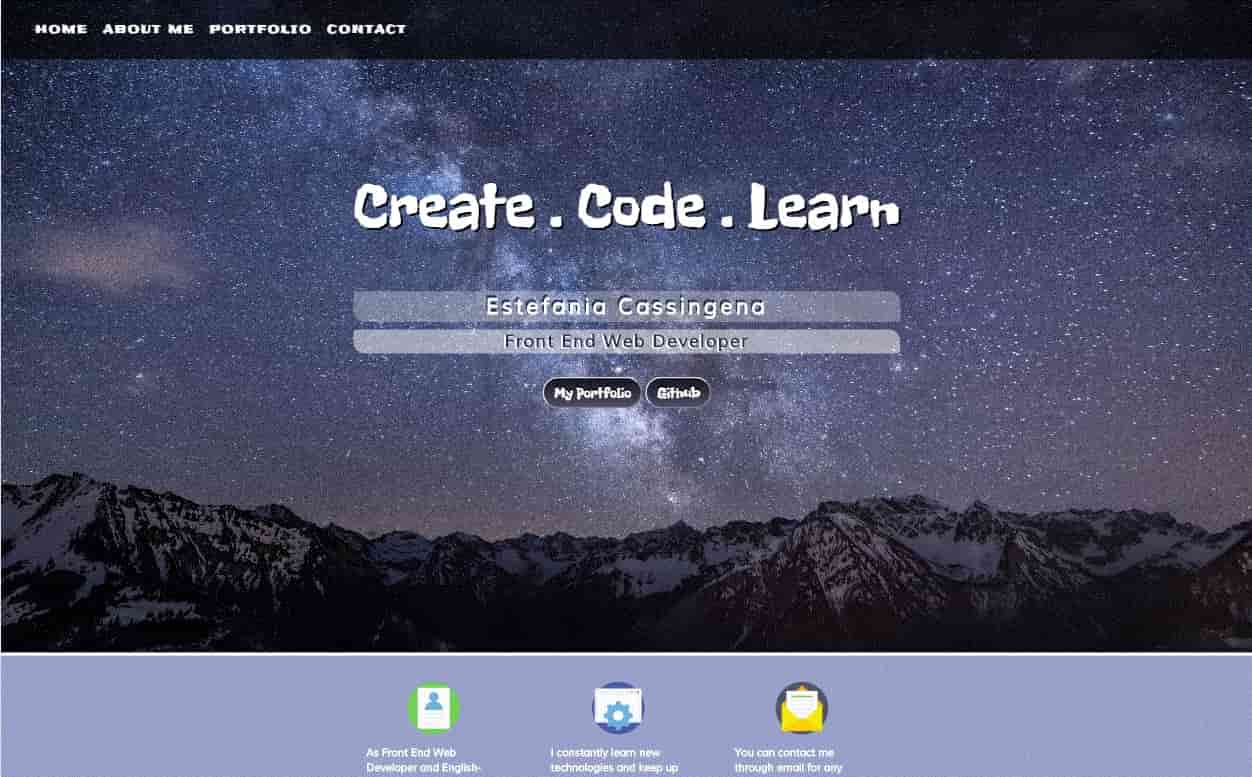 HOME ABOUT ME PORTFOLIO CONTACT
Create . Code . Learn
Estefania Cassingena
Front End Web Developer
My Portfolio Github
As Front End Web
Developer and English-
I constantly learn new
technologies and keep up
You can contact me
through email for any